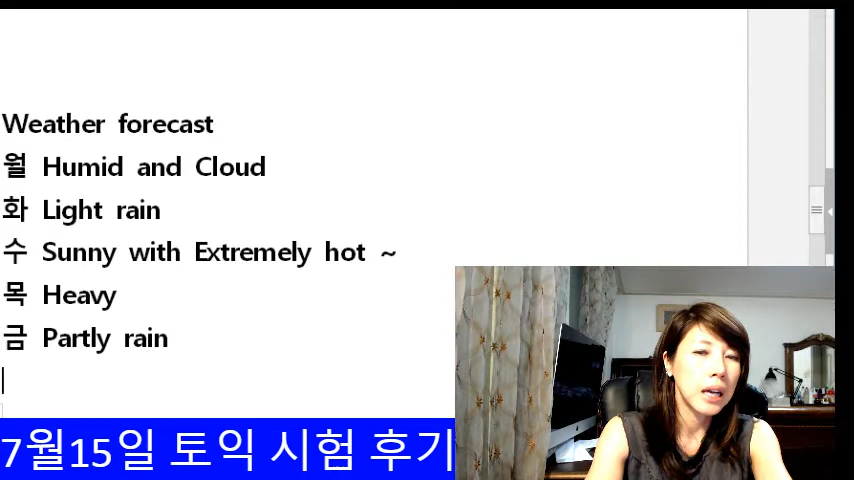 Weather forecast
월 Humid and Cloud
화 Light rain
수 Sunny with Extremely hot ~
목 Heavy
금 Partly rain
7월15일 토익 시험 후기